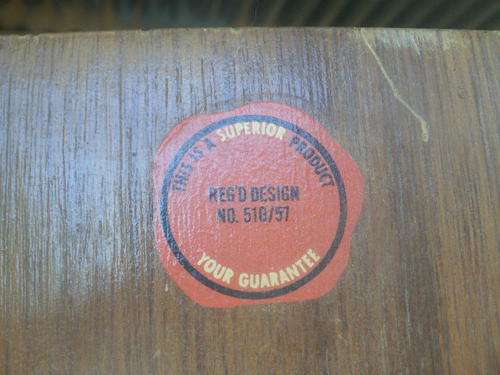 THIS IS A SUPERIOR PRODUCT
REG'D DESIGN
NO. 518/57
YOUR GUARANTEE